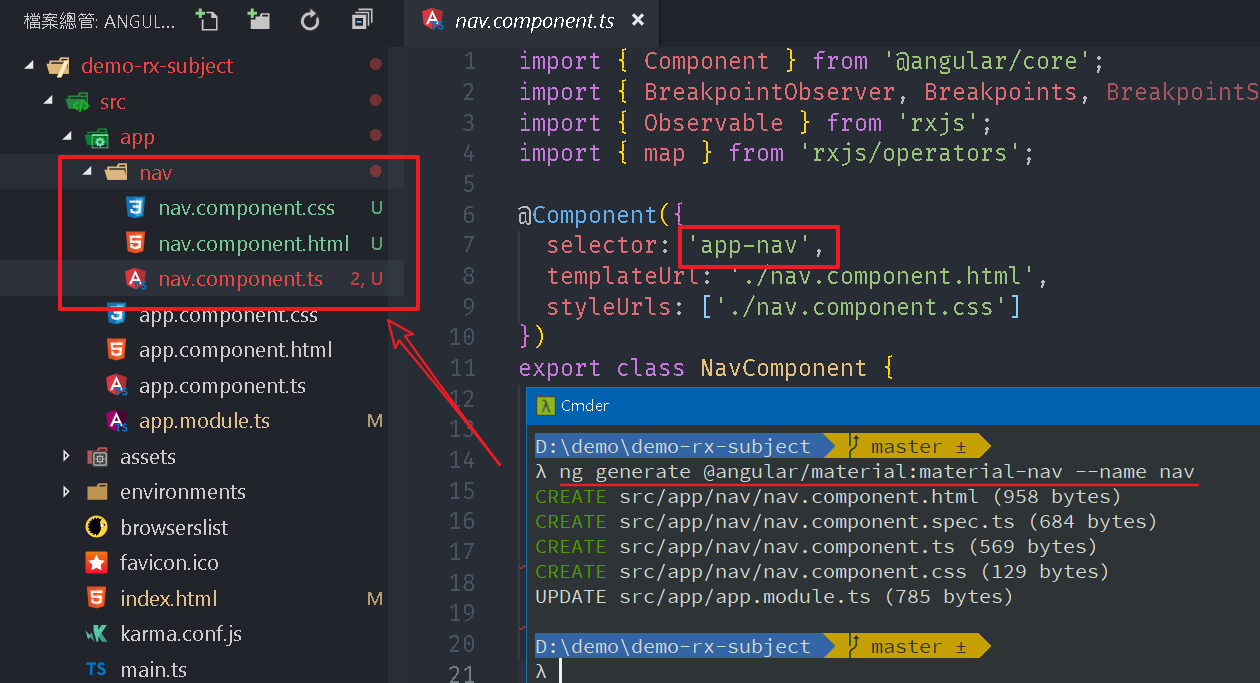 檔案總管: ANGUL...
demo-rx-subject
src
app
nav
nav.component.css U
nav.component.html U
nav.component.ts 2, U
app.component.css
app.component.html
app.component.ts
app.module.ts M
assets
environments
browserslist
favicon.ico
index.html M
karma.conf.js
TS main.ts
nav.component.ts ×
1 import { Component } from '@angular/core';
2 import { BreakpointObserver, Breakpoints, BreakpointS
3 import { Observable } from 'rxjs';
4 import { map } from 'rxjs/operators';
5
6 @Component({
7 selector: 'app-nav',
8 templateUrl: './nav.component.html',
9 styleUrls: ['./nav.component.css']
10 })
11 export class NavComponent {
12
13
14
15
16
17
18
19
20
21
λ Cmder
D:\demo\demo-rx-subject master ±
λ ng generate @angular/material:material-nav --name nav
CREATE src/app/nav/nav.component.html (958 bytes)
CREATE src/app/nav/nav.component.spec.ts (684 bytes)
CREATE src/app/nav/nav.component.ts (569 bytes)
CREATE src/app/nav/nav.component.css (129 bytes)
UPDATE src/app/app.module.ts (785 bytes)
D:\demo\demo-rx-subject master ±
λ